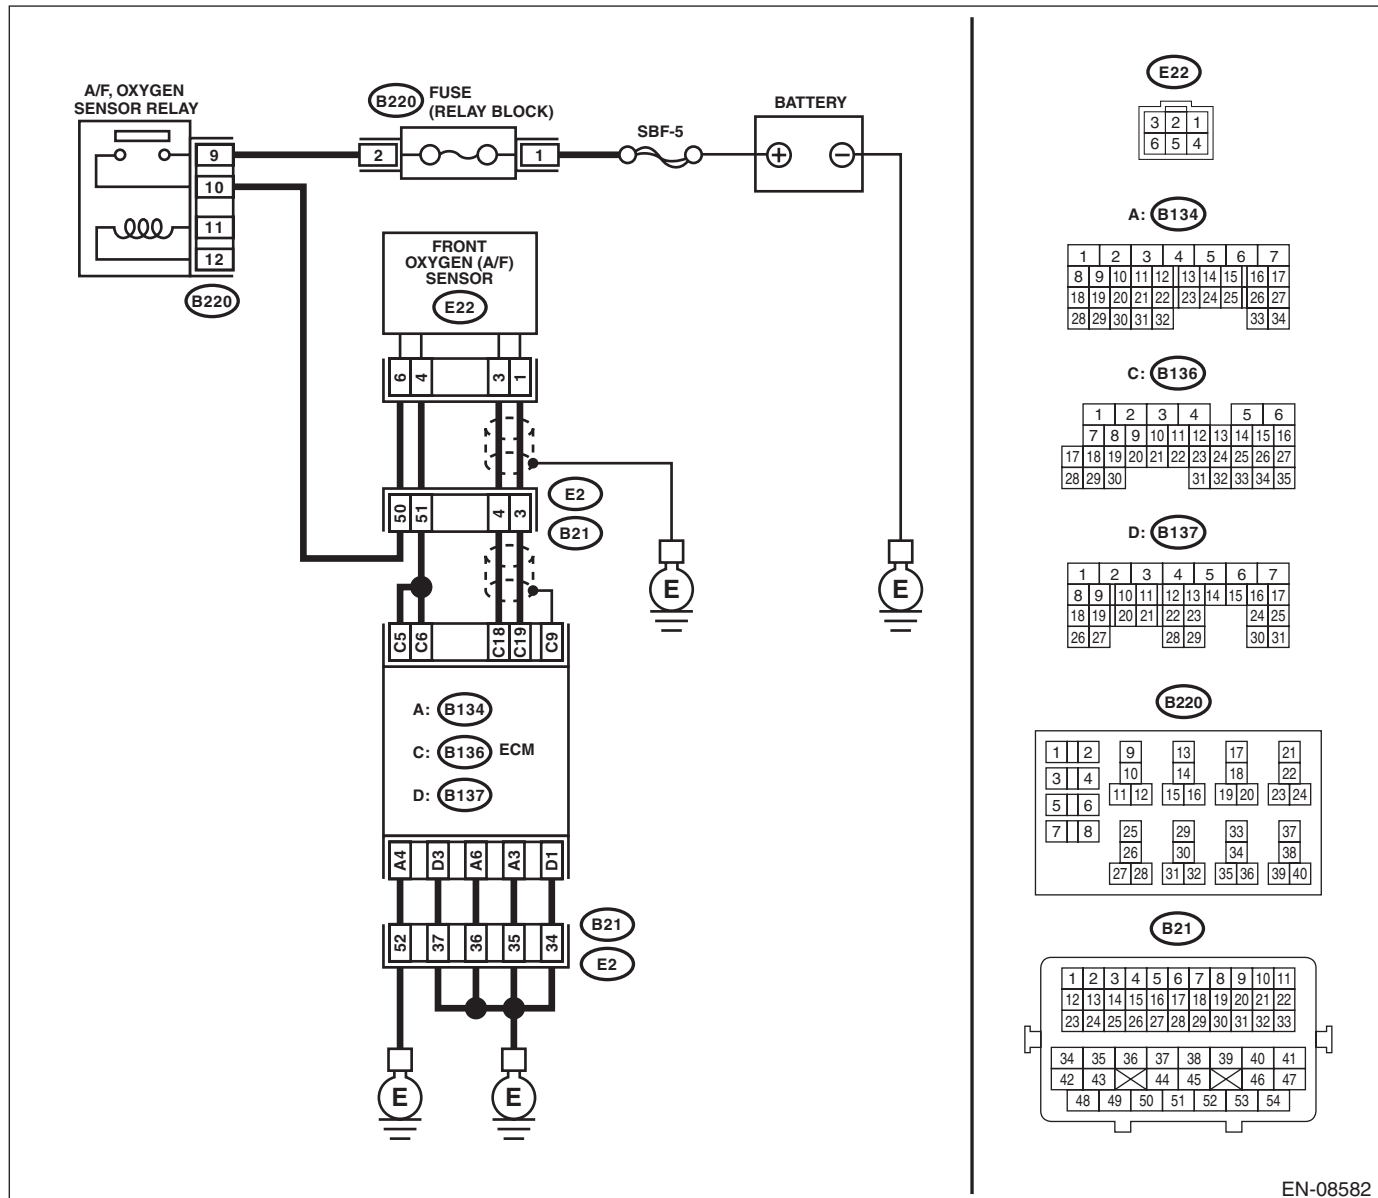 A/F, OXYGEN
SENSOR RELAY
B220
FUSE
(RELAY BLOCK)
SBF-5
BATTERY
9
10
11
12
2
1
+
−
B220
FRONT
OXYGEN (A/F)
SENSOR
E22
6 4 3 1
E2
B21
50 51 4 3
E
E
C5 C6 C18 C19 C9
A: B134
C: B136 ECM
D: B137
A4 D3 A6 A3 D1
B21
E2
52 37 36 35 34
E
E
E22
3 2 1
6 5 4
A: B134
1 2 3 4 5 6 7
8 9 10 11 12 13 14 15 16 17
18 19 20 21 22 23 24 25 26 27
28 29 30 31 32 33 34
C: B136
1 2 3 4 5 6
7 8 9 10 11 12 13 14 15 16
17 18 19 20 21 22 23 24 25 26 27
28 29 30 31 32 33 34 35
D: B137
1 2 3 4 5 6 7
8 9 10 11 12 13 14 15 16 17
18 19 20 21 22 23 24 25
26 27 28 29 30 31
B220
1 2 9 13 17 21
3 4 10 14 18 22
5 6 11 12 15 16 19 20 23 24
7 8 25 29 33 37
26 30 34 38
27 28 31 32 35 36 39 40
B21
1 2 3 4 5 6 7 8 9 10 11
12 13 14 15 16 17 18 19 20 21 22
23 24 25 26 27 28 29 30 31 32 33
34 35 36 37 38 39 40 41
42 43 44 45 46 47
48 49 50 51 52 53 54
EN-08582